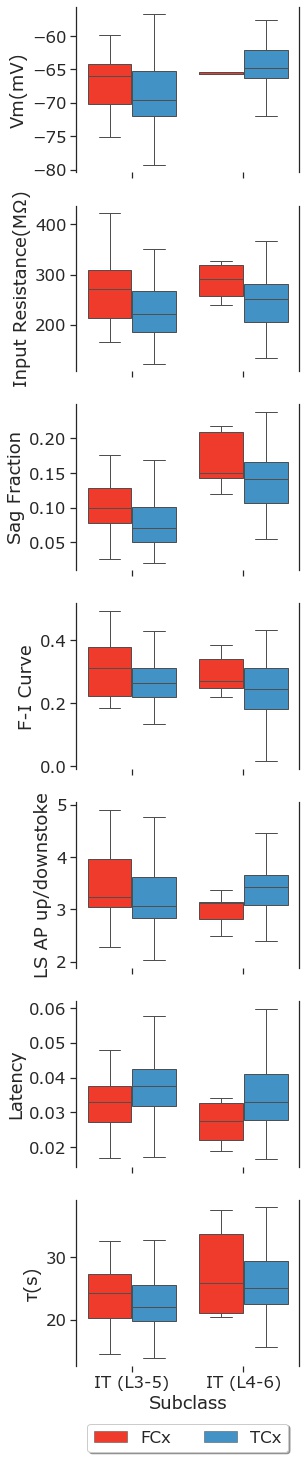 Vm(mV)
−60
−65
−70
−75
−80
Input Resistance(MΩ)
400
300
200
Sag Fraction
0.20
0.15
0.10
0.05
F-I Curve
0.4
0.2
0.0
LS AP up/downstoke
5
4
3
2
Latency
0.06
0.05
0.04
0.03
0.02
τ(s)
30
20
IT (L3-5) IT (L4-6)
Subclass
FCx TCx